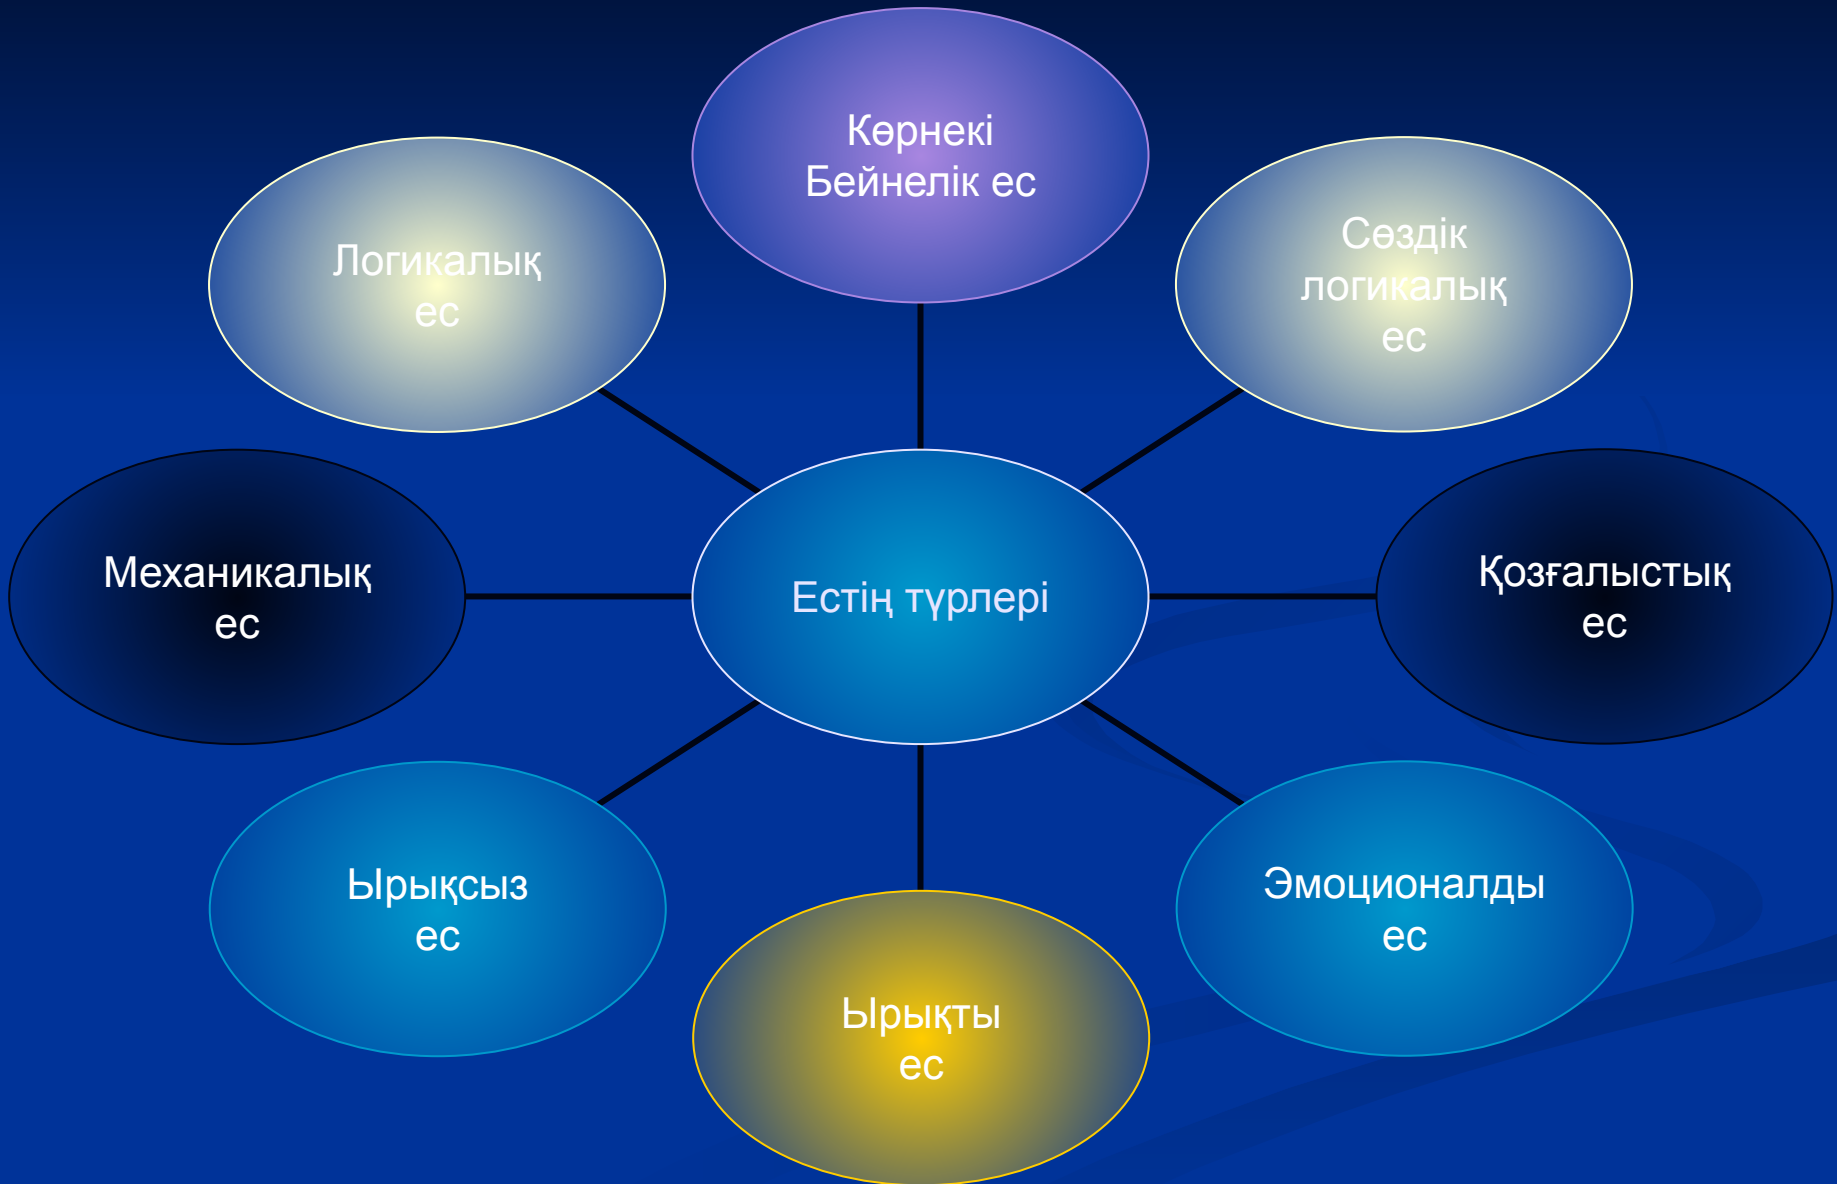 Көрнекі
Бейнелік ес
Сөздік
логикалық
ес
Қозғалыстық
ес
Эмоционалды
ес
Ырықты
ес
Ырықсыз
ес
Механикалық
ес
Логикалық
ес
Естің түрлері